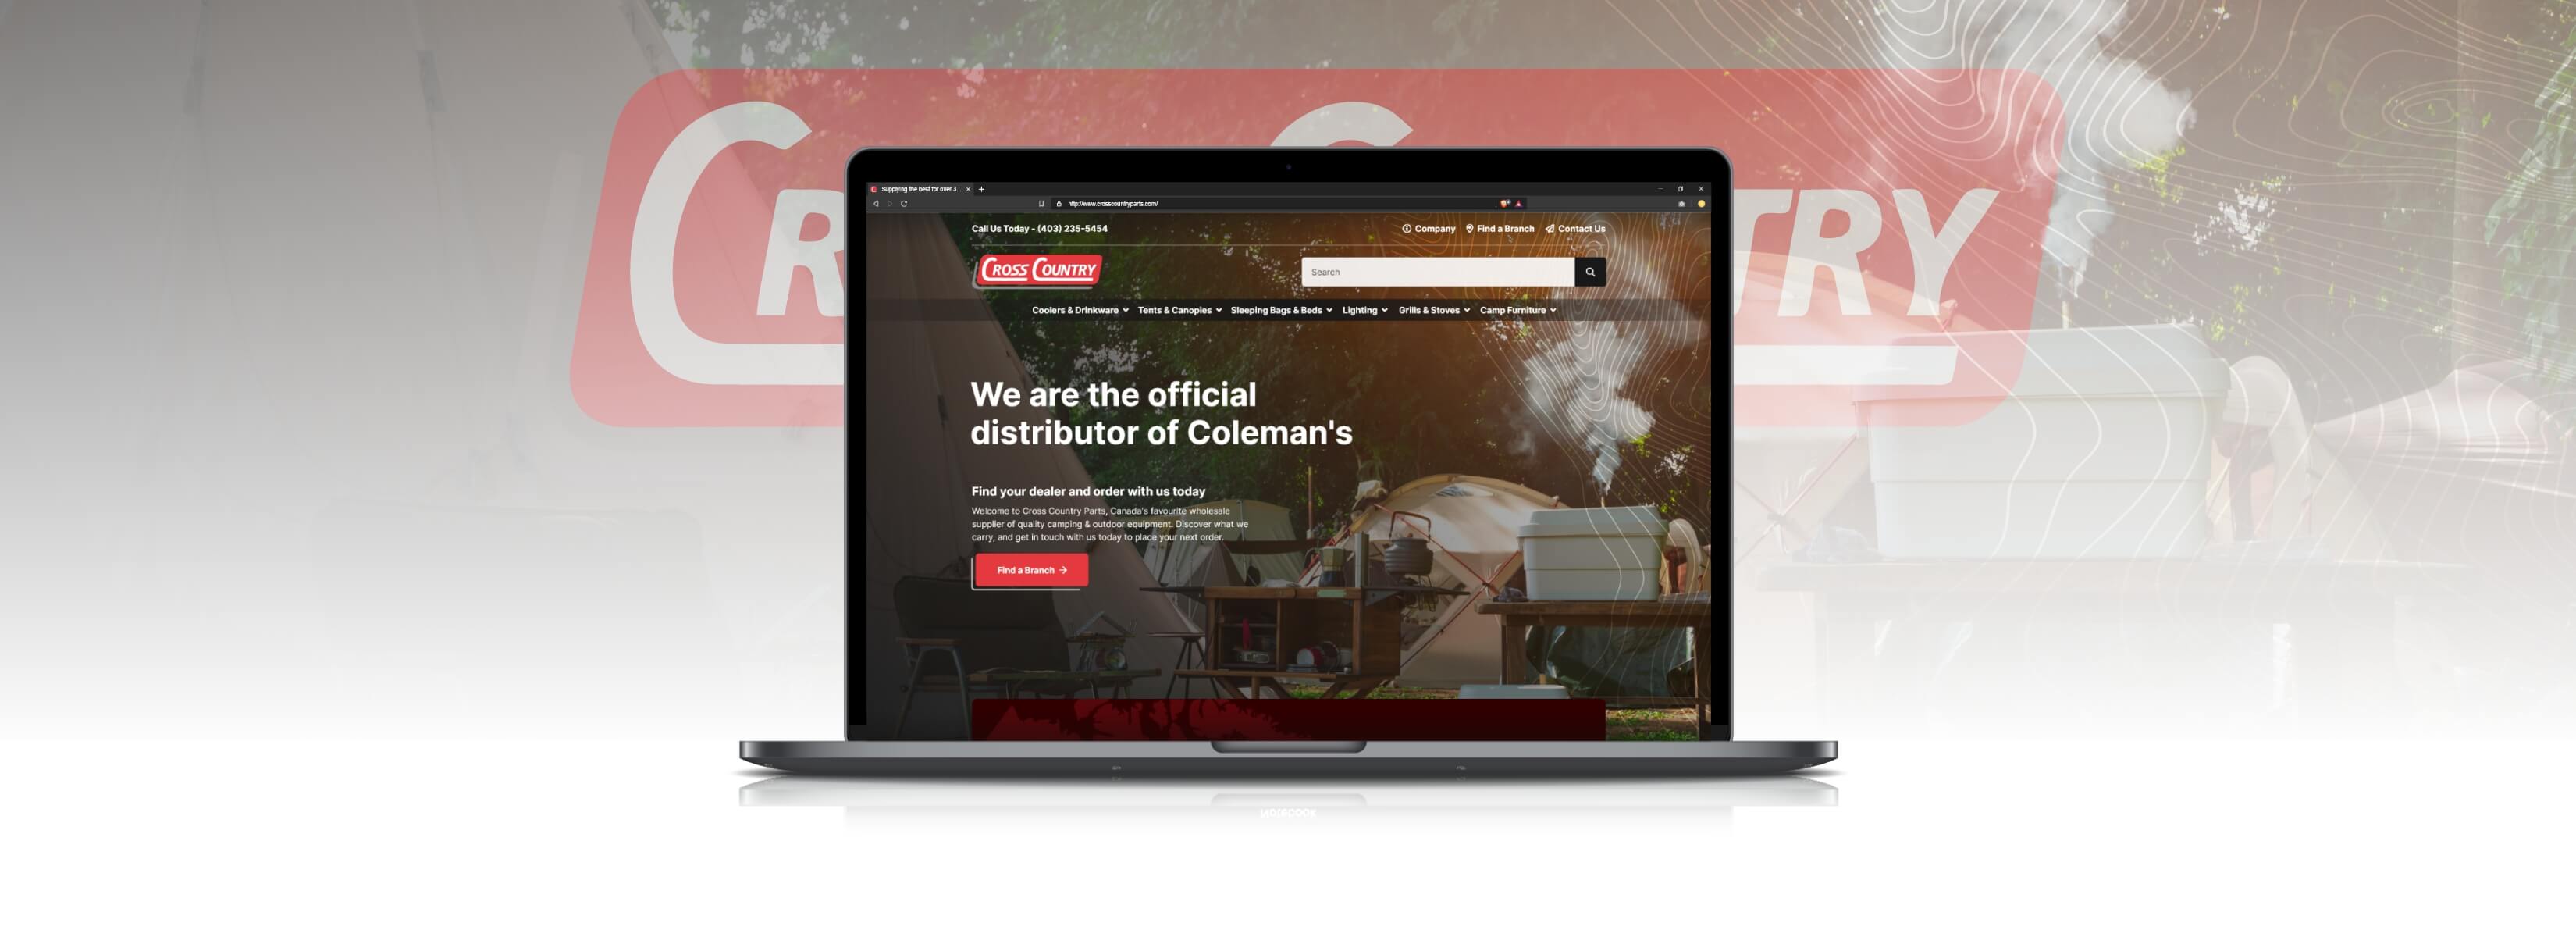 CROSS COUNTRY
Supplying the best for over 3...
http://www.crosscountryparts.com/
Call Us Today - (403) 235-5454
Company Find a Branch Contact Us
CROSS COUNTRY
Search
Coolers & Drinkware Tents & Canopies Sleeping Bags & Beds Lighting Grills & Stoves Camp Furniture
We are the official
distributor of Coleman's
Find your dealer and order with us today
Welcome to Cross Country Parts, Canada's favourite wholesale
supplier of quality camping & outdoor equipment. Discover what we
carry, and get in touch with us today to place your next order.
Find a Branch